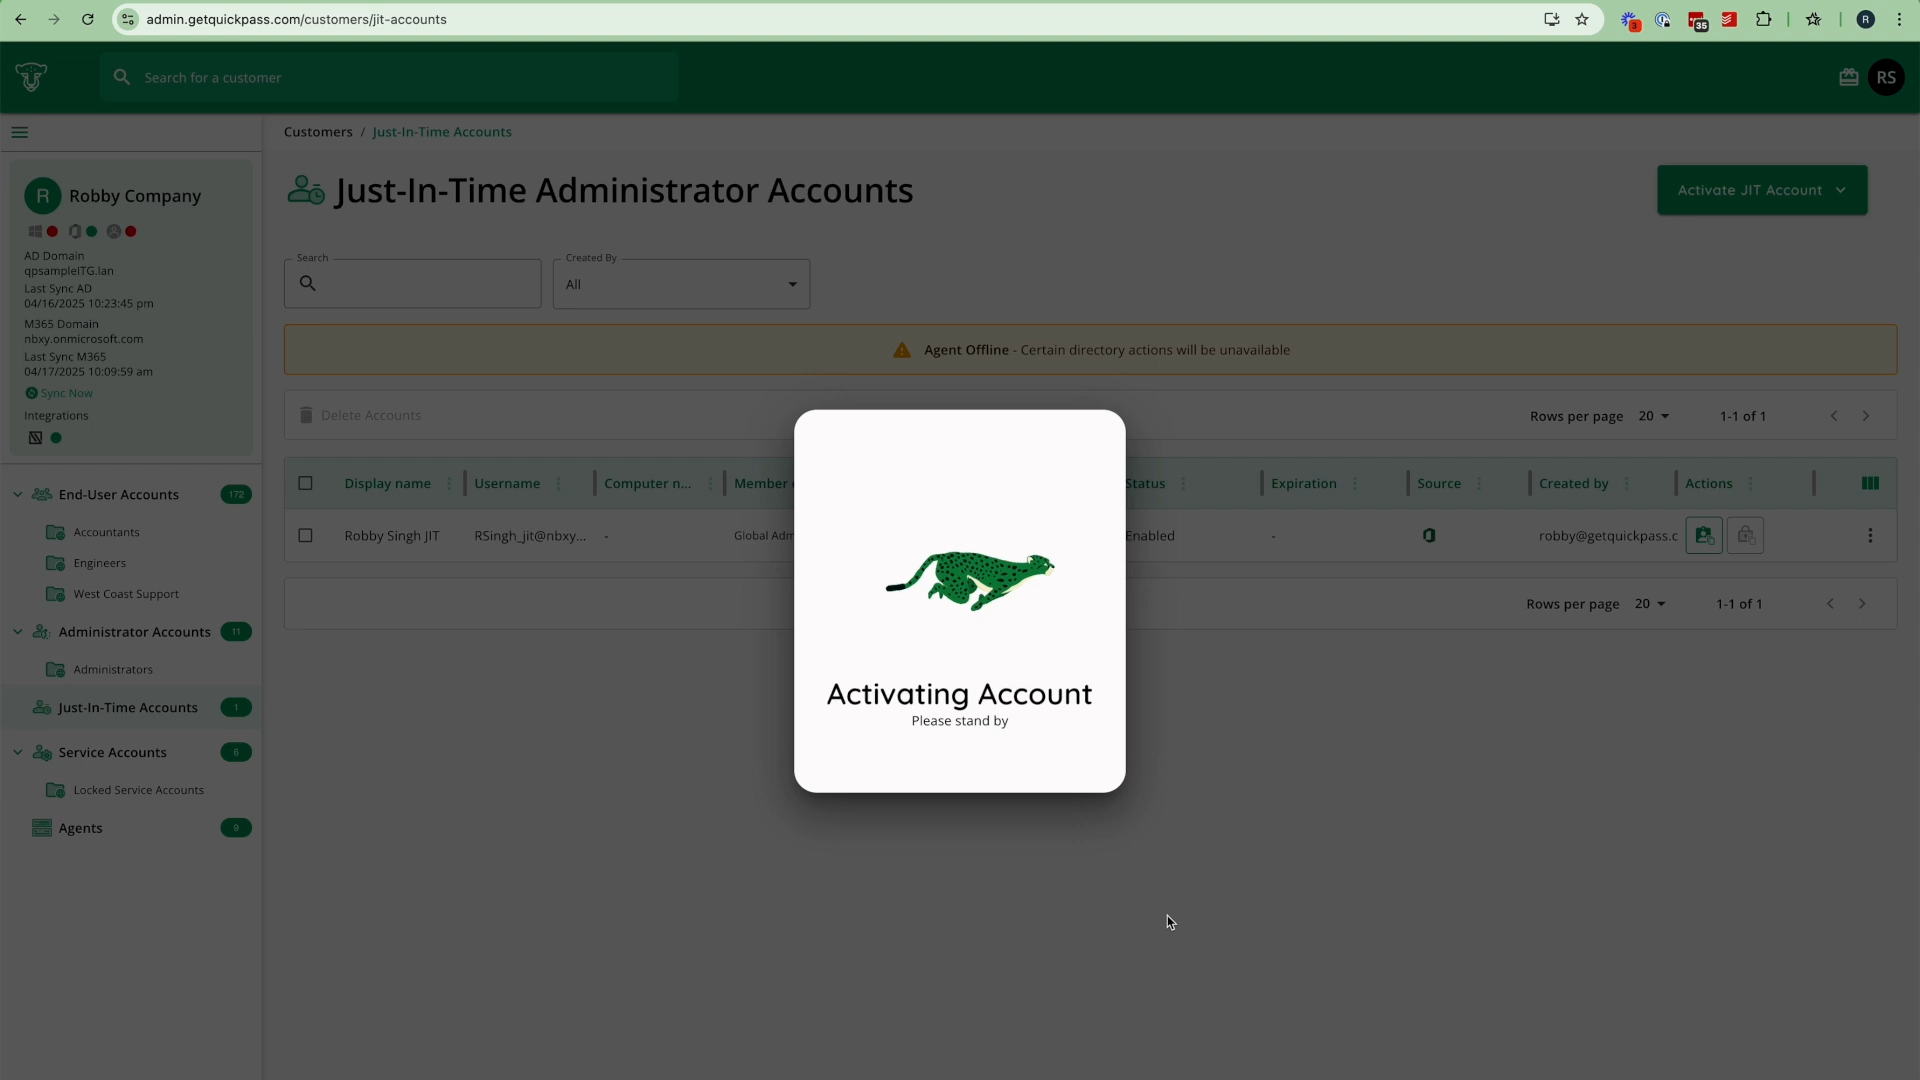 admin.getquickpass.com/customers/jit-accounts
3
35
R
Search for a customer
RS
Customers / Just-In-Time Accounts
R Robby Company
AD Domain
qpsampleITG.lan
Last Sync AD
04/16/2025 10:23:45 pm
M365 Domain
nbxy.onmicrosoft.com
Last Sync M365
04/17/2025 10:09:59 am
Sync Now
Integrations
End-User Accounts 172
Accountants
Engineers
West Coast Support
Administrator Accounts 11
Administrators
Just-In-Time Accounts 1
Service Accounts 6
Locked Service Accounts
Agents 9
Just-In-Time Administrator Accounts
Activate JIT Account
Search
Created By
All
Agent Offline - Certain directory actions will be unavailable
Delete Accounts
Rows per page 20 1-1 of 1
Display name Username Computer n... Member Status Expiration Source Created by Actions
Robby Singh JIT RSingh_jit@nbxy... - Global Adm Enabled - robby@getquickpass.c
Rows per page 20 1-1 of 1
Activating Account
Please stand by